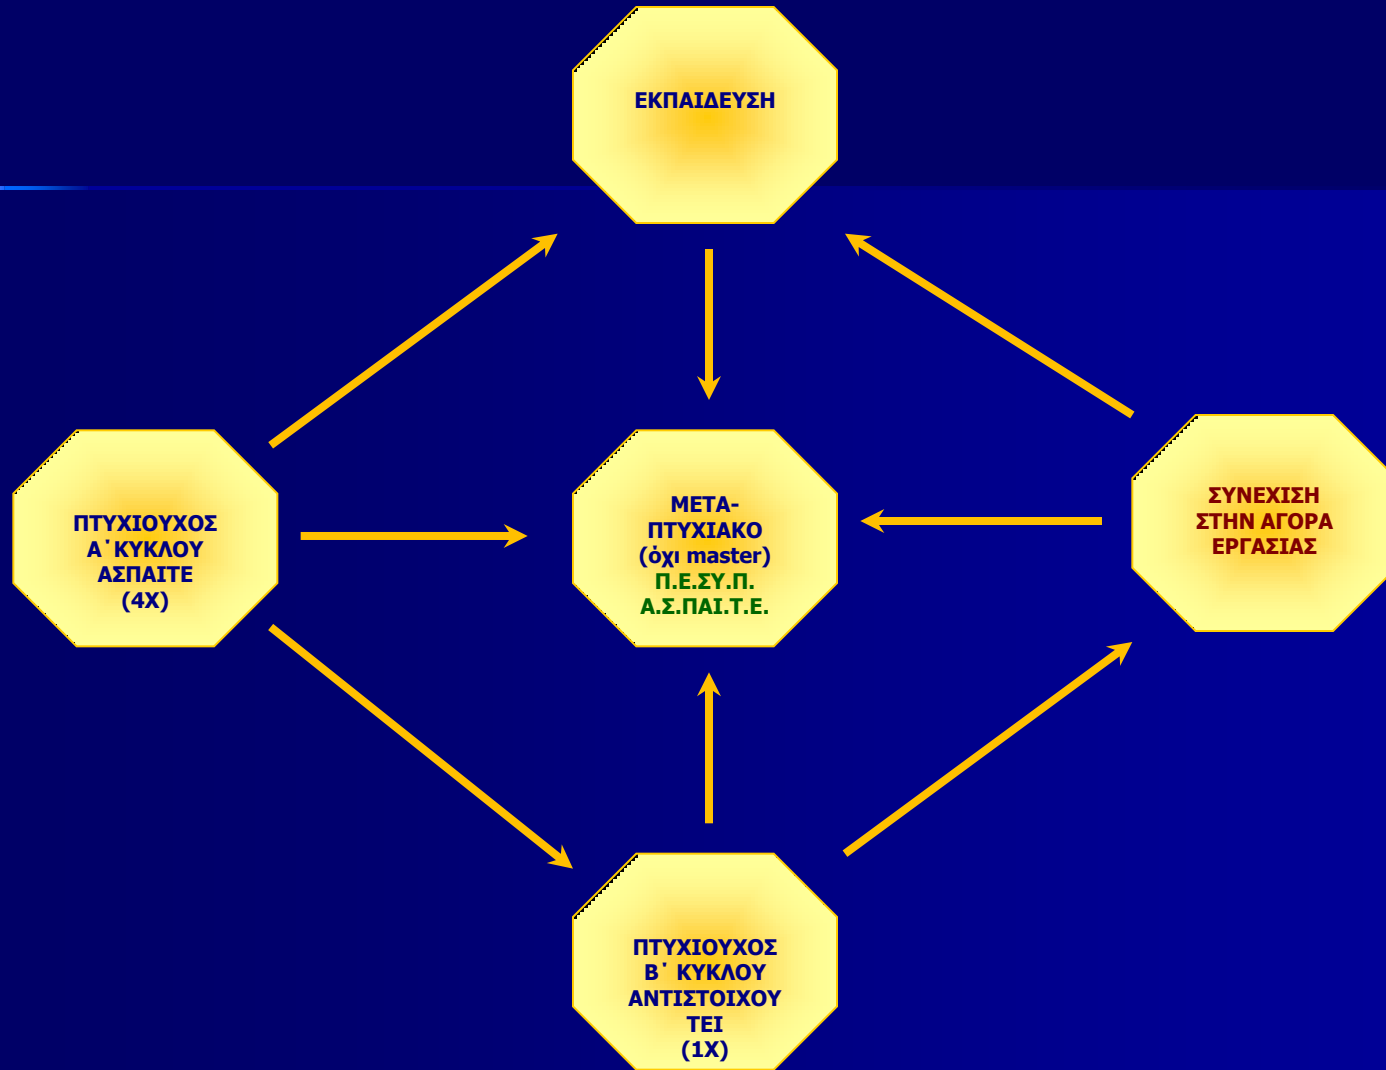 ΕΚΠΑΙΔΕΥΣΗ
ΠΤΥΧΙΟΥΧΟΣ
Α΄ΚΥΚΛΟΥ
ΑΣΠΑΙΤΕ
(4Χ)
ΜΕΤΑ-
ΠΤΥΧΙΑΚΟ
(όχι master)
Π.Ε.ΣΥ.Π.
Α.Σ.ΠΑΙ.Τ.Ε.
ΣΥΝΕΧΙΣΗ
ΣΤΗΝ ΑΓΟΡΑ
ΕΡΓΑΣΙΑΣ
ΠΤΥΧΙΟΥΧΟΣ
Β΄ ΚΥΚΛΟΥ
ΑΝΤΙΣΤΟΙΧΟΥ
ΤΕΙ
(1Χ)